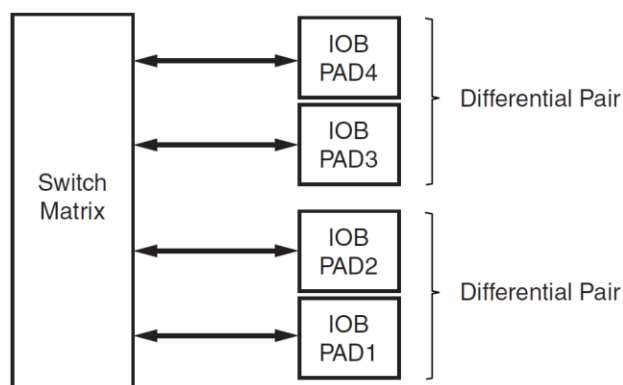 IOB
PAD4
Differential Pair
IOB
PAD3
Switch
Matrix
IOB
PAD2
Differential Pair
IOB
PAD1